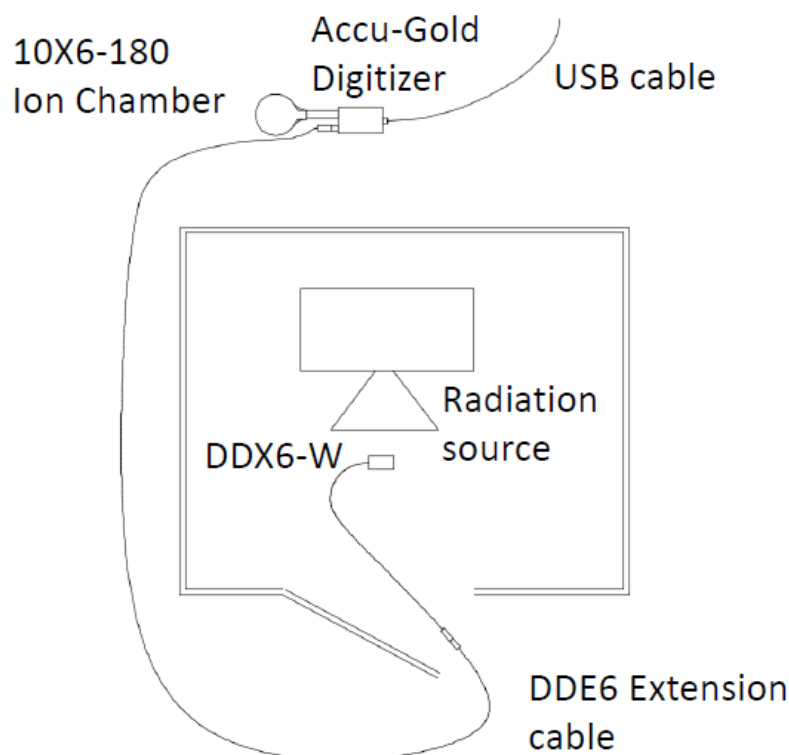 10X6-180
Ion Chamber
Accu-Gold
Digitizer
USB cable
Radiation
source
DDX6-W
DDE6 Extension
cable